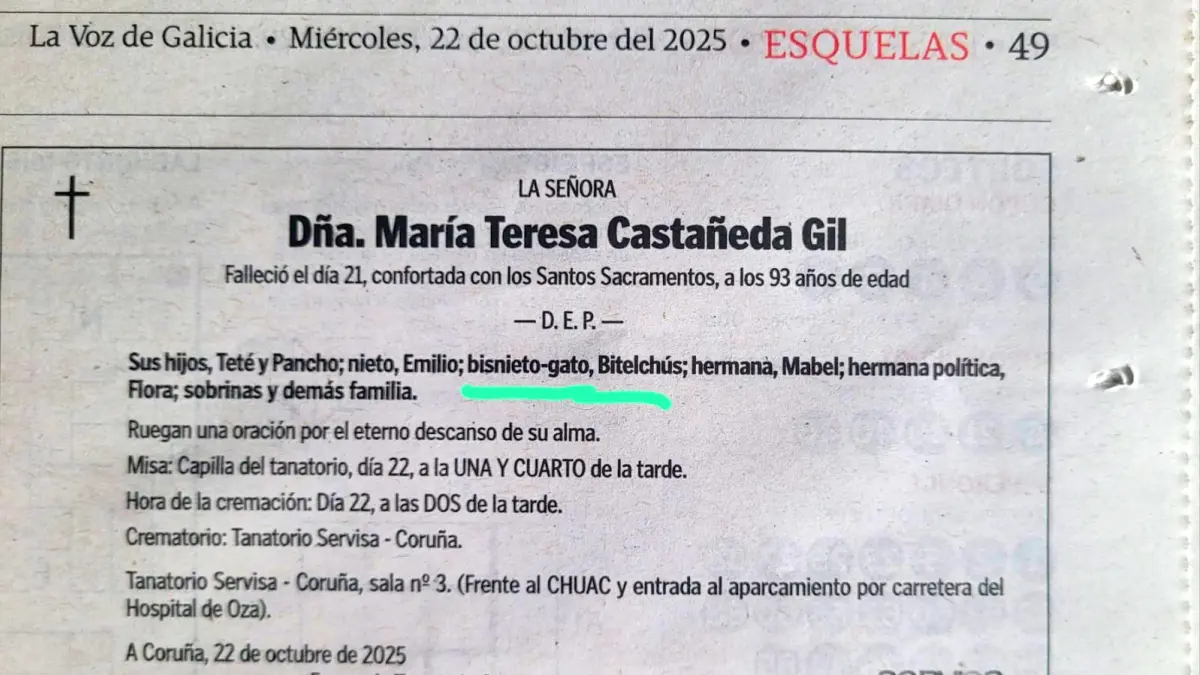 La Voz de Galicia • Miércoles, 22 de octubre del 2025 • ESQUELAS • 49
LA SEÑORA
Dña. María Teresa Castañeda Gil
Falleció el día 21, confortada con los Santos Sacramentos, a los 93 años de edad
— D. E. P. —
Sus hijos, Teté y Pancho; nieto, Emilio; bisnieto-gato, Bitelchús; hermana, Mabel; hermana política,
Flora; sobrinas y demás familia.
Ruegan una oración por el eterno descanso de su alma.
Misa: Capilla del tanatorio, día 22, a la UNA Y CUARTO de la tarde.
Hora de la cremación: Día 22, a las DOS de la tarde.
Crematorio: Tanatorio Servisa - Coruña.
Tanatorio Servisa - Coruña, sala nº 3. (Frente al CHUAC y entrada al aparcamiento por carretera del
Hospital de Oza).
A Coruña, 22 de octubre de 2025